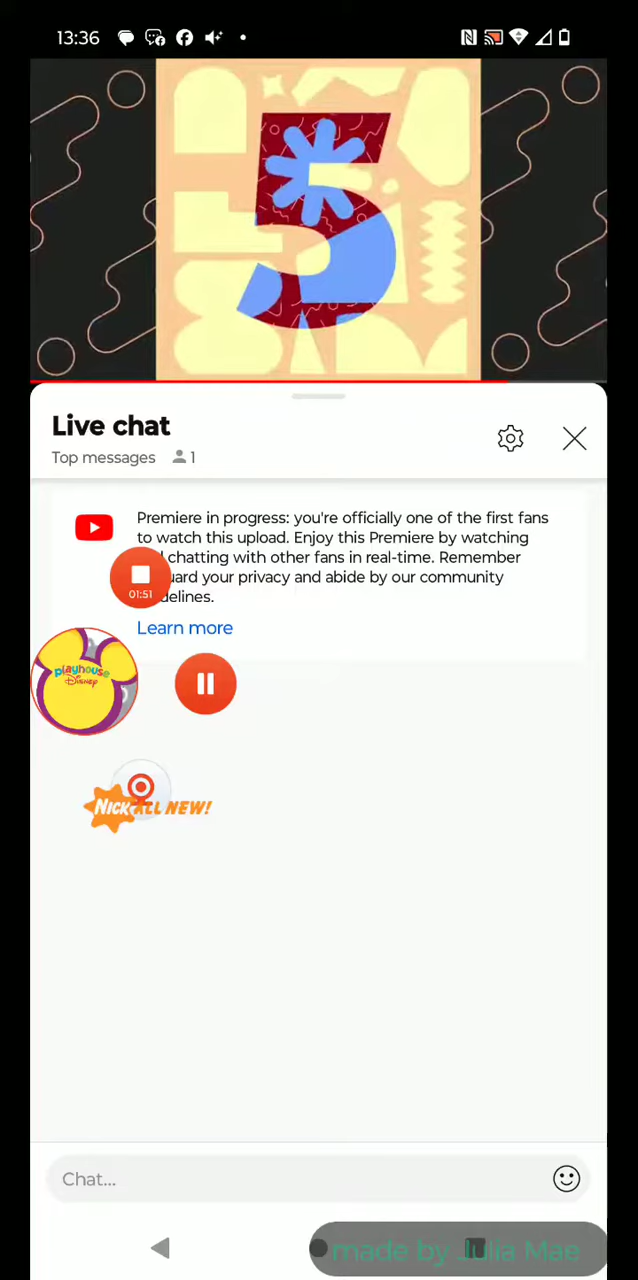 13:36
5
Live chat
Top messages 1
Premiere in progress: you're officially one of the first fans
to watch this upload. Enjoy this Premiere by watching
chatting with other fans in real-time. Remember
your privacy and abide by our community
01:51
Learn more
playhouse
Disney
NICK ALL NEW!
Chat...
made by Julia Mae